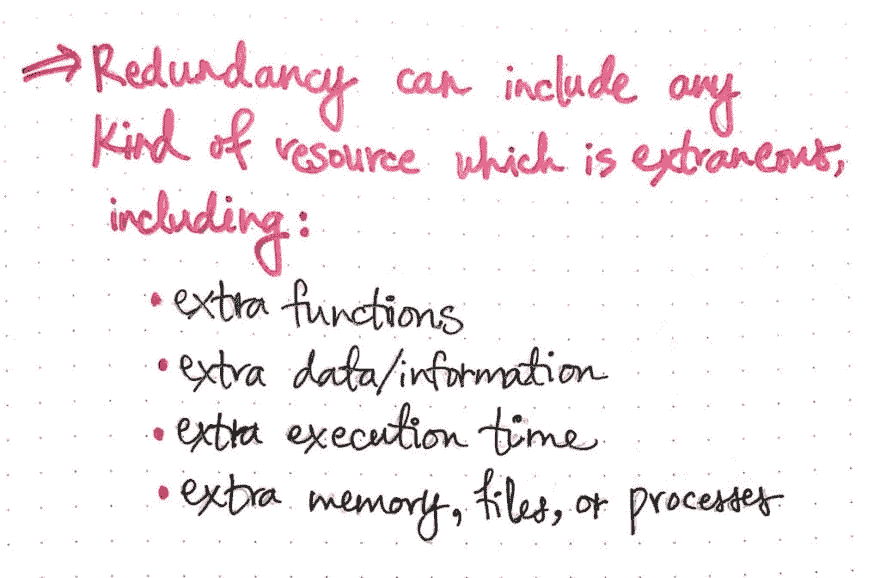 ⇒ Redundancy can include any
kind of resource which is extraneous,
including:
• extra functions
• extra data/information
• extra execution time
• extra memory, files, or processes